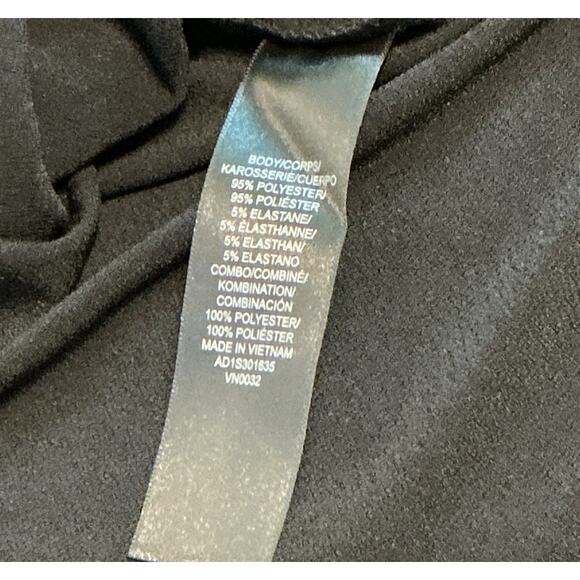 BODY/CORPS/
KAROSSERIE/CUERPO
95% POLYESTER/
95% POLIÉSTER
5% ELASTANE/
5% ÉLASTHANNE/
5% ELASTHAN/
5% ELASTANO
COMBO/COMBINÉ/
KOMBINATION/
COMBINACIÓN
100% POLYESTER/
100% POLIÉSTER
MADE IN VIETNAM
AD1S301635
VN0032